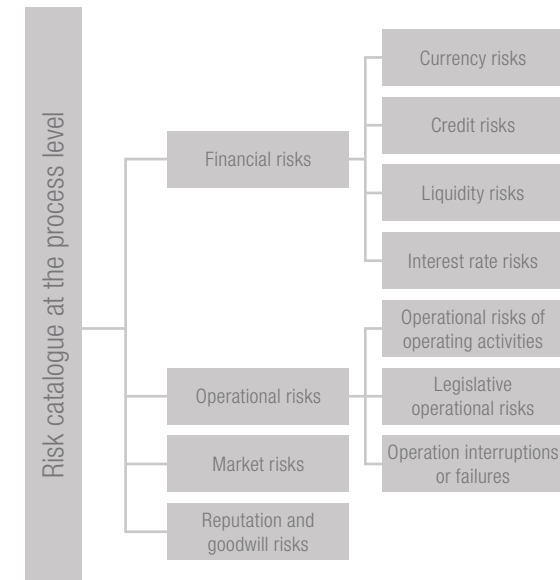 Risk catalogue at the process level
Financial risks
Currency risks
Credit risks
Liquidity risks
Interest rate risks
Operational risks
Operational risks of
operating activities
Legislative
operational risks
Operation interruptions
or failures
Market risks
Reputation and
goodwill risks